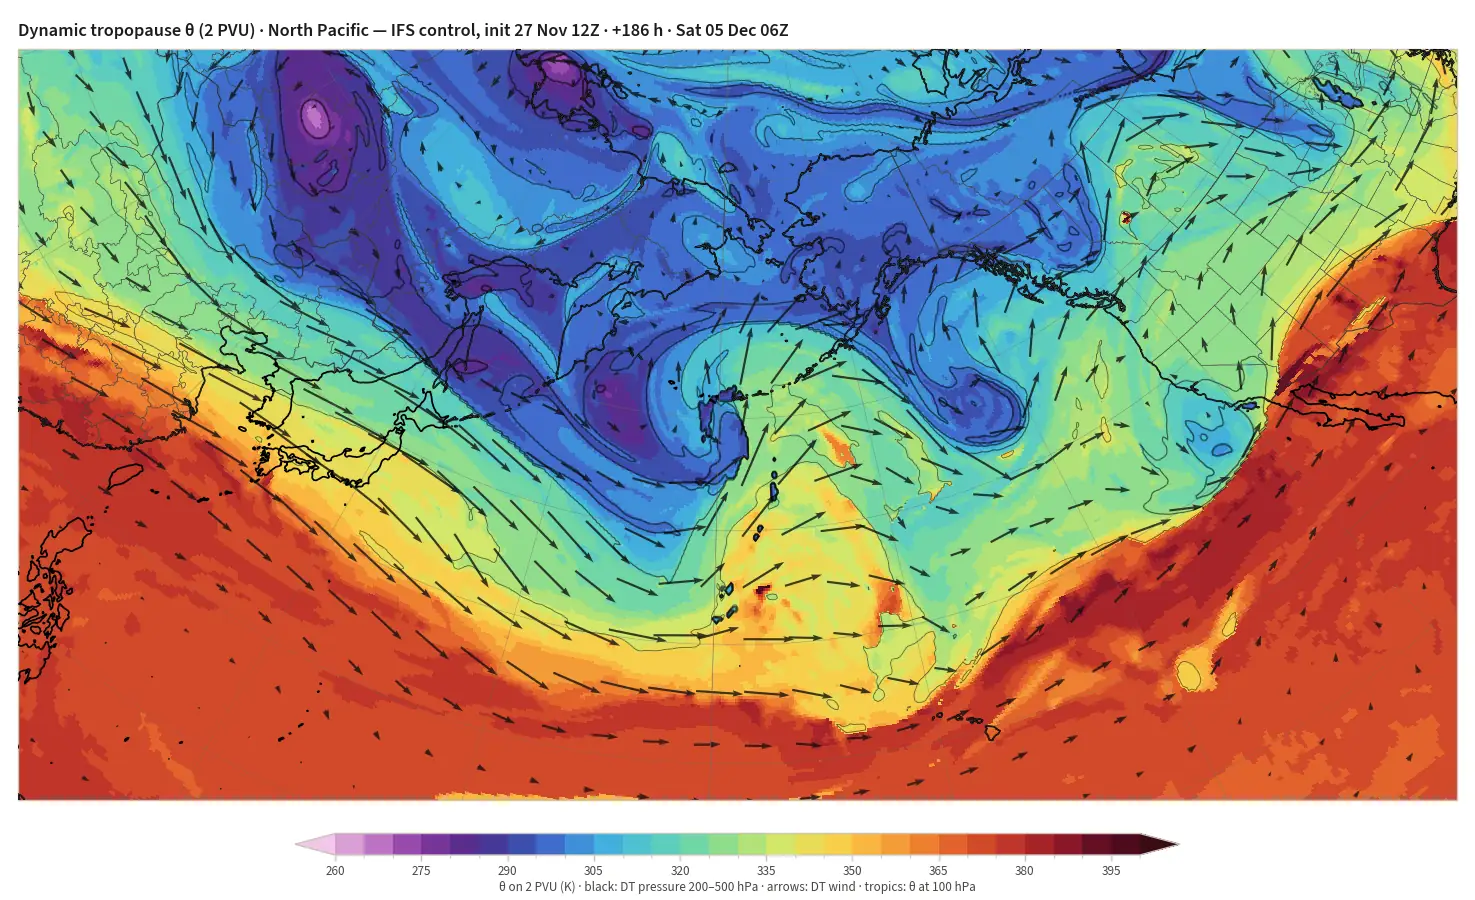 Dynamic tropopause θ (2 PVU) · North Pacific — IFS control, init 27 Nov 12Z · +186 h · Sat 05 Dec 06Z
260 275 290 305 320 335 350 365 380 395
θ on 2 PVU (K) · black: DT pressure 200–500 hPa · arrows: DT wind · tropics: θ at 100 hPa